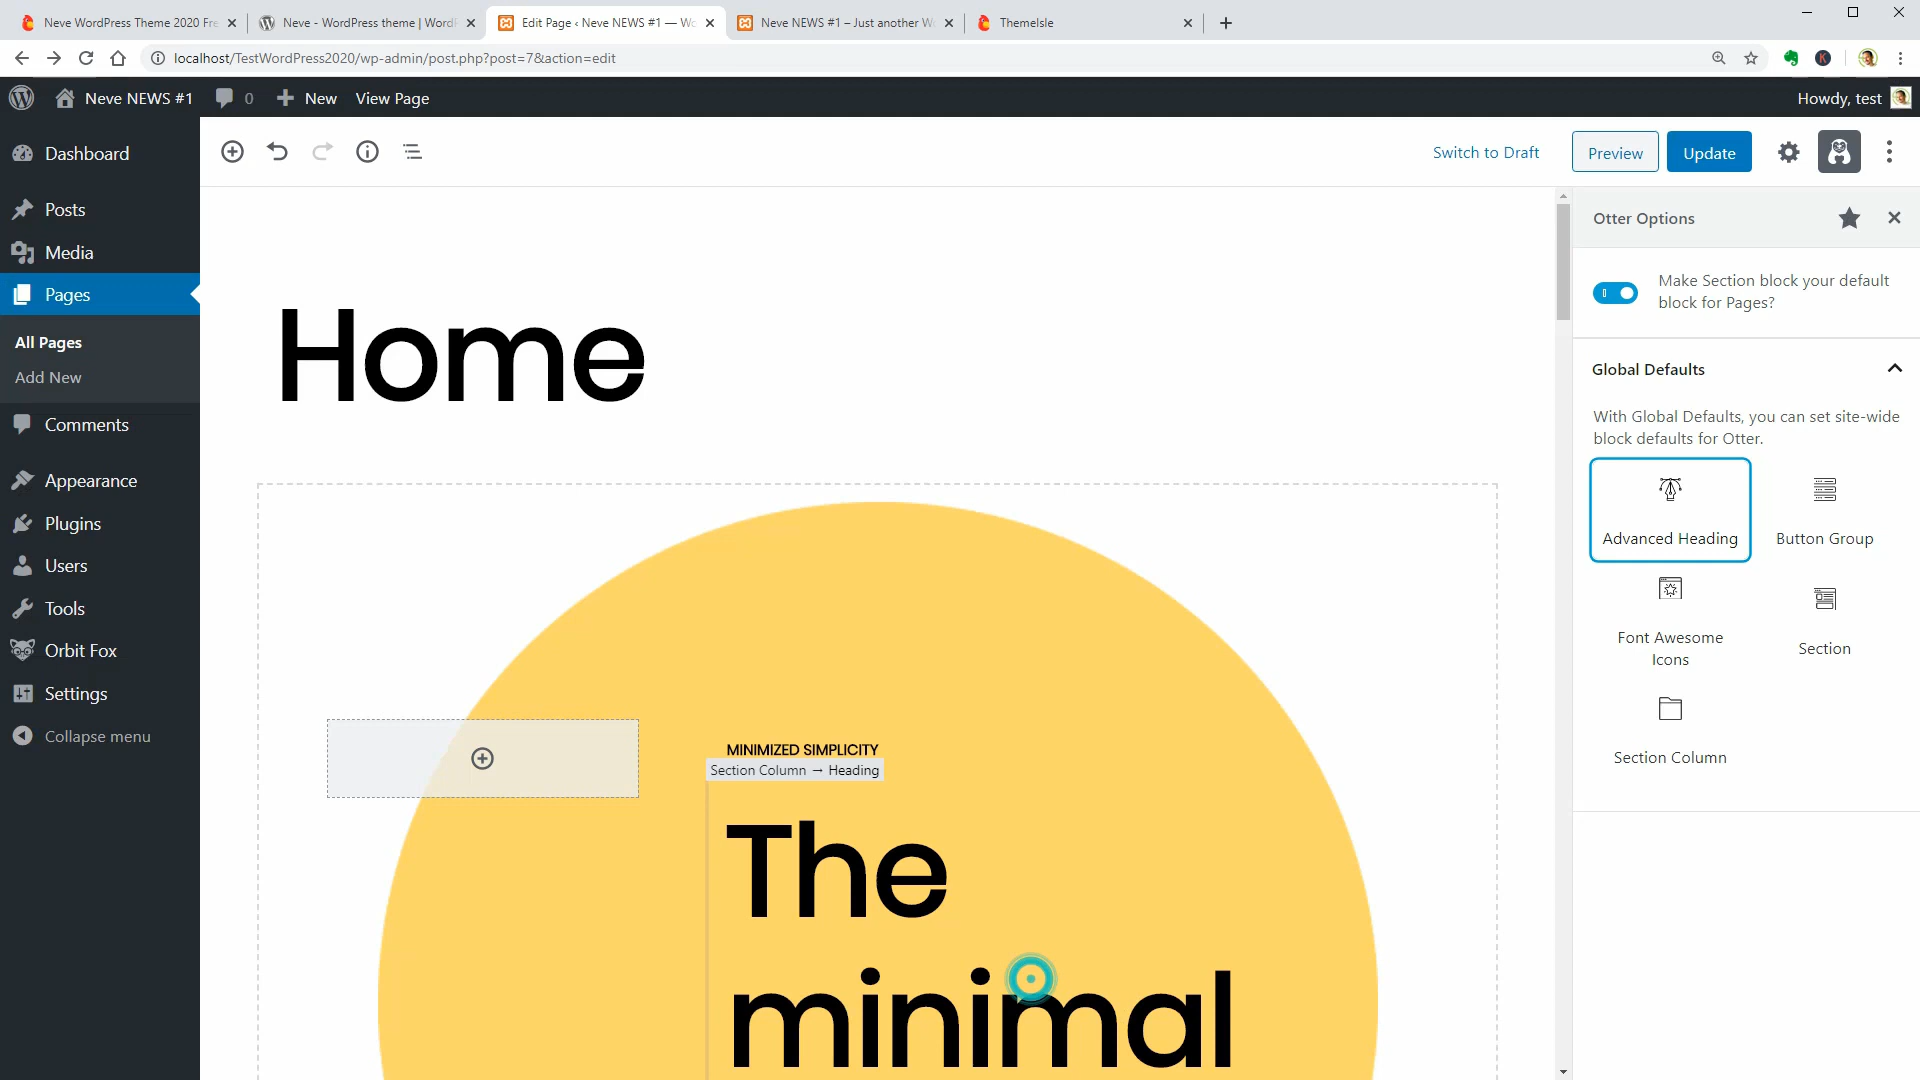 Neve WordPress Theme 2020 Fre
Neve - WordPress theme | WordP
Edit Page ‹ Neve NEWS #1 — Wo
Neve NEWS #1 – Just another Wo
ThemeIsle
localhost/TestWordPress2020/wp-admin/post.php?post=7&action=edit
Neve NEWS #1
0
New
View Page
Howdy, test
Dashboard
Posts
Media
Pages
All Pages
Add New
Comments
Appearance
Plugins
Users
Tools
Orbit Fox
Settings
Collapse menu
Switch to Draft
Preview
Update
Home
MINIMIZED SIMPLICITY
Section Column → Heading
The
minimal
Otter Options
Make Section block your default
block for Pages?
Global Defaults
With Global Defaults, you can set site-wide
block defaults for Otter.
Advanced Heading
Button Group
Font Awesome
Icons
Section
Section Column